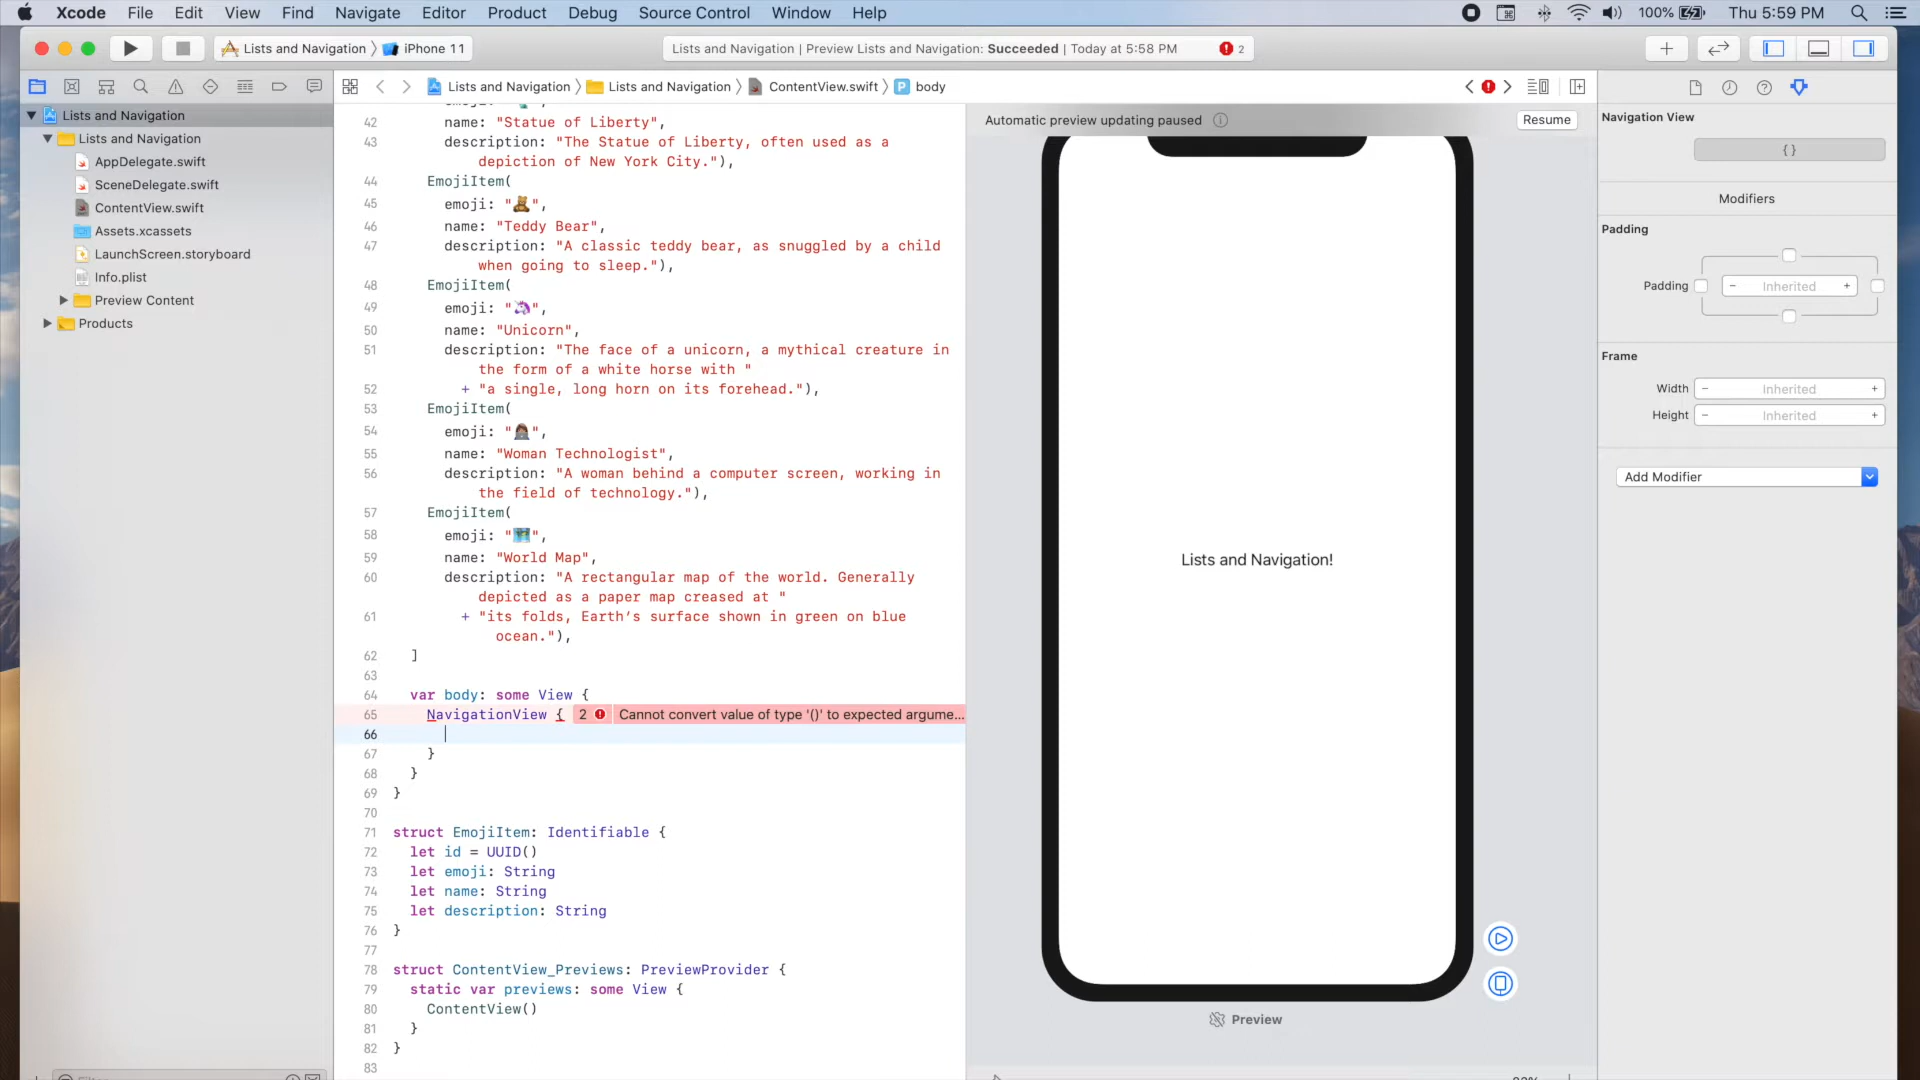 Xcode File Edit View Find Navigate Editor Product Debug Source Control Window Help 100% Thu 5:59 PM
Lists and Navigation iPhone 11
Lists and Navigation | Preview Lists and Navigation: Succeeded | Today at 5:58 PM 2
Lists and Navigation
Lists and Navigation
AppDelegate.swift
SceneDelegate.swift
ContentView.swift
Assets.xcassets
LaunchScreen.storyboard
Info.plist
Preview Content
Products
Lists and Navigation Lists and Navigation ContentView.swift P body
42 name: "Statue of Liberty",
43 description: "The Statue of Liberty, often used as a
depiction of New York City."),
44 EmojiItem(
45 emoji: "🧸",
46 name: "Teddy Bear",
47 description: "A classic teddy bear, as snuggled by a child
when going to sleep."),
48 EmojiItem(
49 emoji: "🦄",
50 name: "Unicorn",
51 description: "The face of a unicorn, a mythical creature in
the form of a white horse with "
52 + "a single, long horn on its forehead."),
53 EmojiItem(
54 emoji: "👩🏽‍💻",
55 name: "Woman Technologist",
56 description: "A woman behind a computer screen, working in
the field of technology."),
57 EmojiItem(
58 emoji: "🗺",
59 name: "World Map",
60 description: "A rectangular map of the world. Generally
depicted as a paper map creased at "
61 + "its folds, Earth’s surface shown in green on blue
ocean."),
62 ]
63
64 var body: some View {
65 NavigationView { 2 Cannot convert value of type '()' to expected argume...
66
67 }
68 }
69 }
70
71 struct EmojiItem: Identifiable {
72 let id = UUID()
73 let emoji: String
74 let name: String
75 let description: String
76 }
77
78 struct ContentView_Previews: PreviewProvider {
79 static var previews: some View {
80 ContentView()
81 }
82 }
83
Automatic preview updating paused Resume
Lists and Navigation!
Preview
Navigation View
{ }
Modifiers
Padding
Padding − Inherited +
Frame
Width − Inherited +
Height − Inherited +
Add Modifier